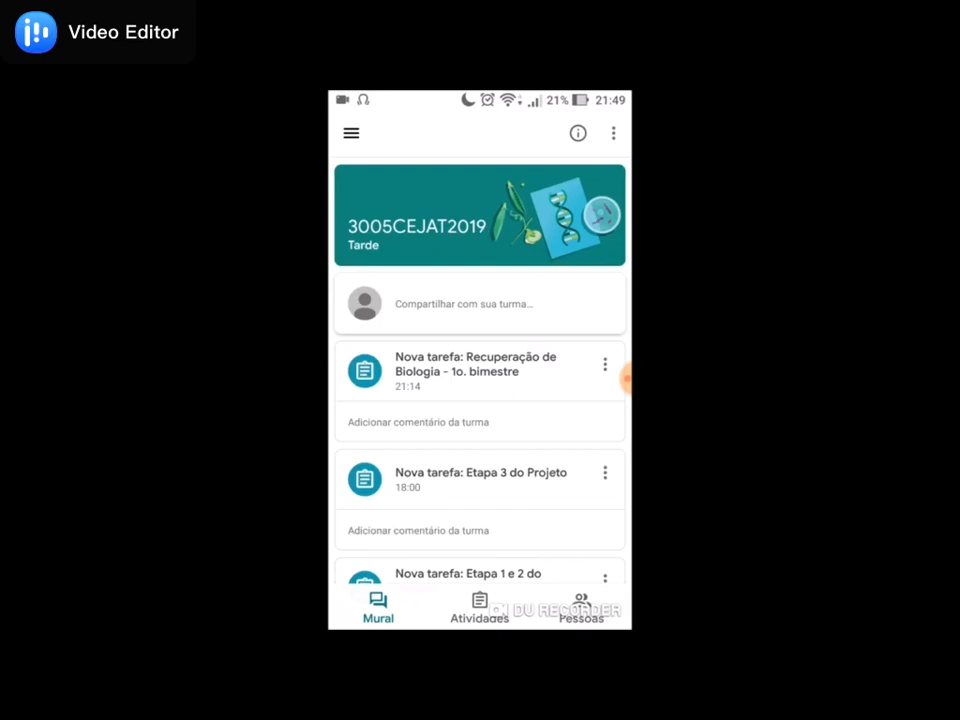 Video Editor
21% 21:49
3005CEJAT2019
Tarde
Compartilhar com sua turma...
Nova tarefa: Recuperação de
Biologia - 1o. bimestre
21:14
Adicionar comentário da turma
Nova tarefa: Etapa 3 do Projeto
18:00
Adicionar comentário da turma
Nova tarefa: Etapa 1 e 2 do
DU RECORDER
Mural Atividades Pessoas